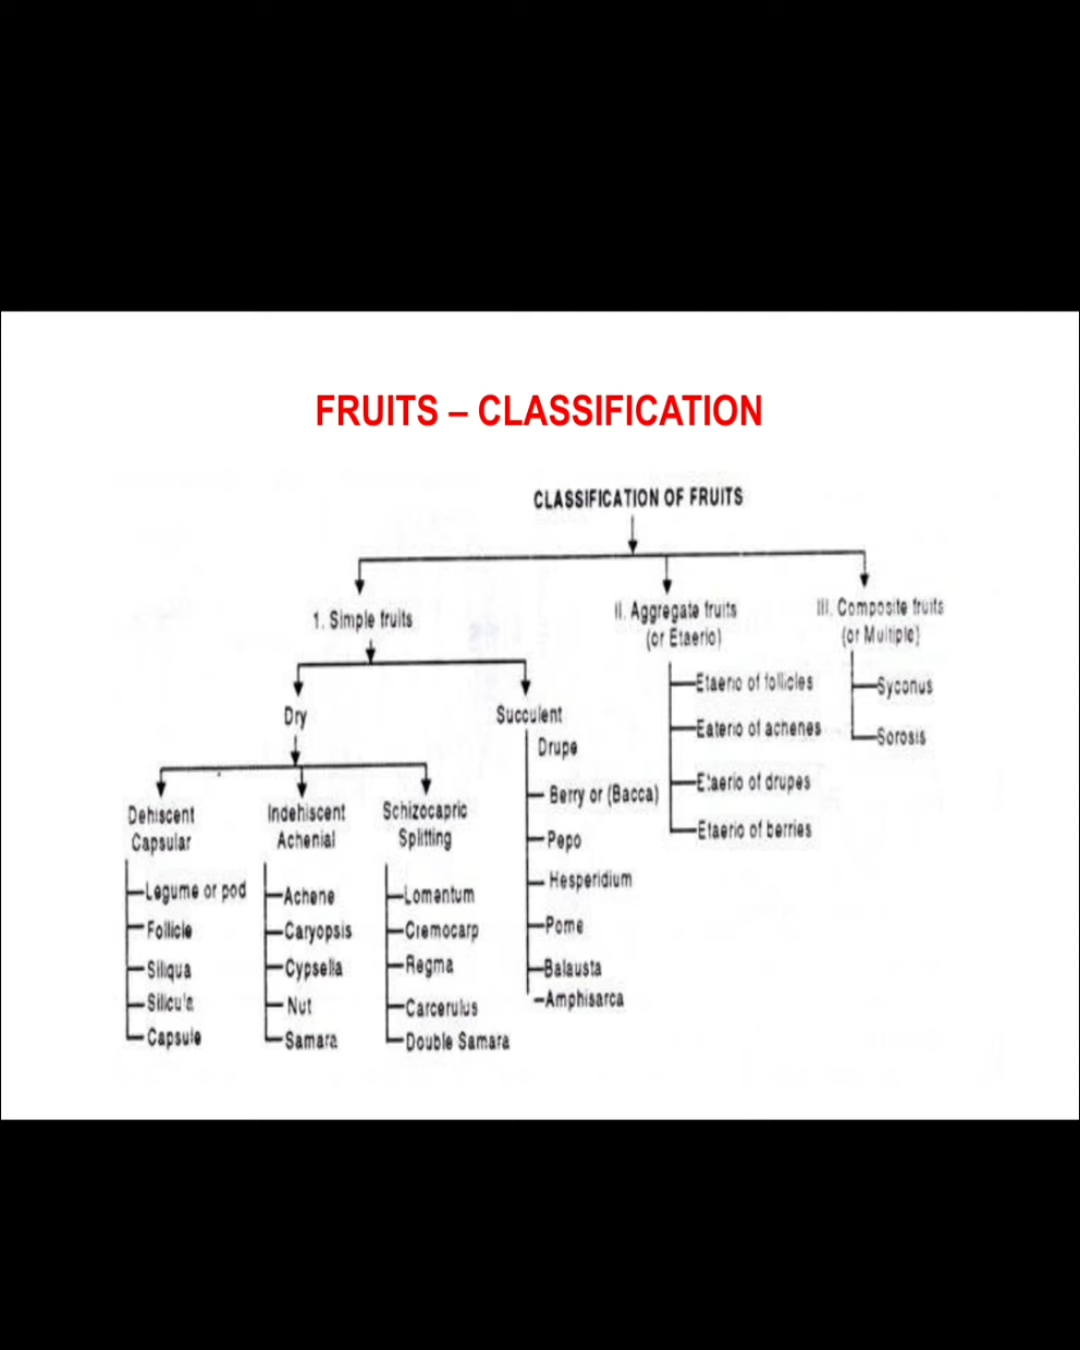 FRUITS – CLASSIFICATION
CLASSIFICATION OF FRUITS
1. Simple fruits
II. Aggregate fruits
(or Etaerio)
III. Composite fruits
(or Multiple)
Etaerio of follicles
Eaterio of achenes
Etaerio of drupes
Etaerio of berries
Syconus
Sorosis
Dry
Succulent
Drupe
Berry or (Bacca)
Pepo
Hesperidium
Pome
Balausta
Amphisarca
Dehiscent
Capsular
Legume or pod
Follicle
Siliqua
Silicula
Capsule
Indehiscent
Achenial
Achene
Caryopsis
Cypsella
Nut
Samara
Schizocapric
Splitting
Lomentum
Cremocarp
Regma
Carcerulus
Double Samara